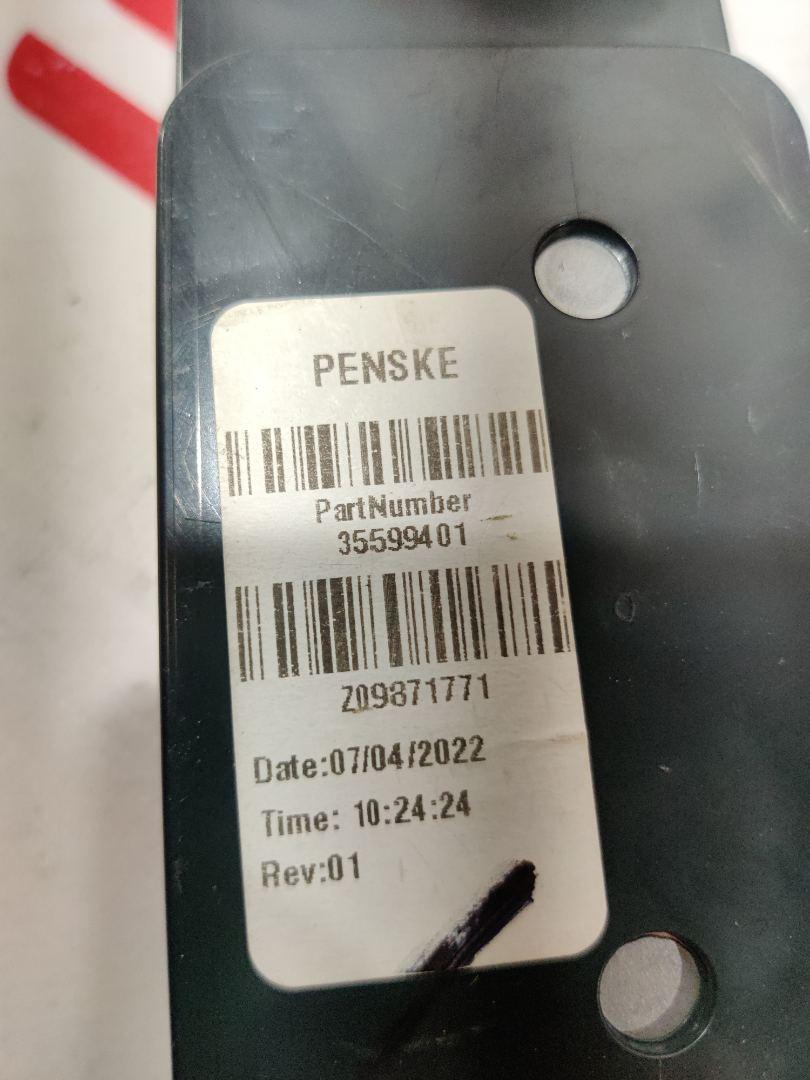 PENSKE
PartNumber
35599401
Z09871771
Date:07/04/2022
Time: 10:24:24
Rev:01